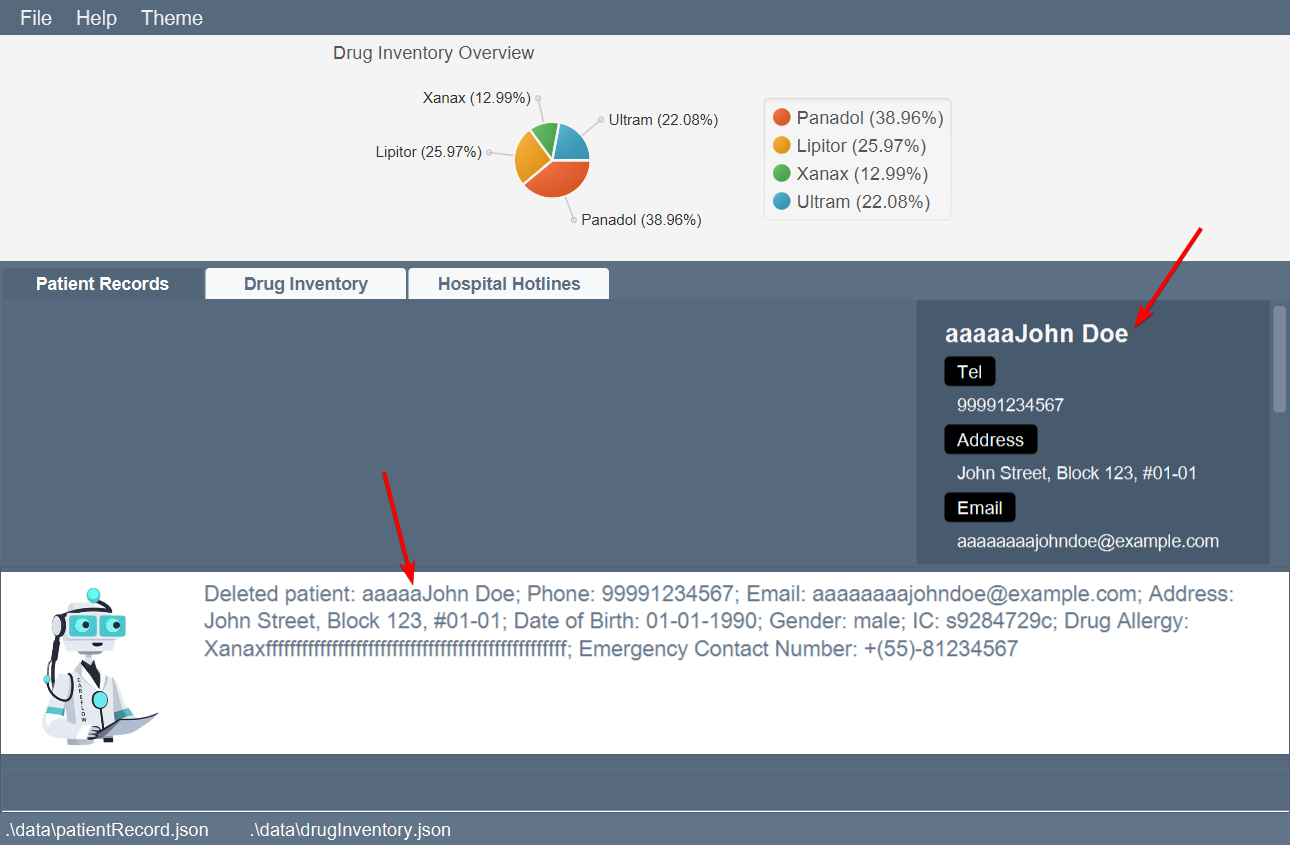 File Help Theme
Drug Inventory Overview
Xanax (12.99%)
Ultram (22.08%)
Lipitor (25.97%)
Panadol (38.96%)
Panadol (38.96%)
Lipitor (25.97%)
Xanax (12.99%)
Ultram (22.08%)
Patient Records Drug Inventory Hospital Hotlines
aaaaaJohn Doe
Tel
99991234567
Address
John Street, Block 123, #01-01
Email
aaaaaaaajohndoe@example.com
Deleted patient: aaaaaJohn Doe; Phone: 99991234567; Email: aaaaaaaajohndoe@example.com; Address:
John Street, Block 123, #01-01; Date of Birth: 01-01-1990; Gender: male; IC: s9284729c; Drug Allergy:
Xanaxffffffffffffffffffffffffffffffffffffffffffffffffffff; Emergency Contact Number: +(55)-81234567
CAREFLOW
.\data\patientRecord.json .\data\drugInventory.json